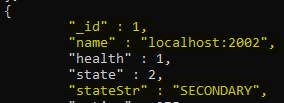 {
"_id" : 1,
"name" : "localhost:2002",
"health" : 1,
"state" : 2,
"stateStr" : "SECONDARY",